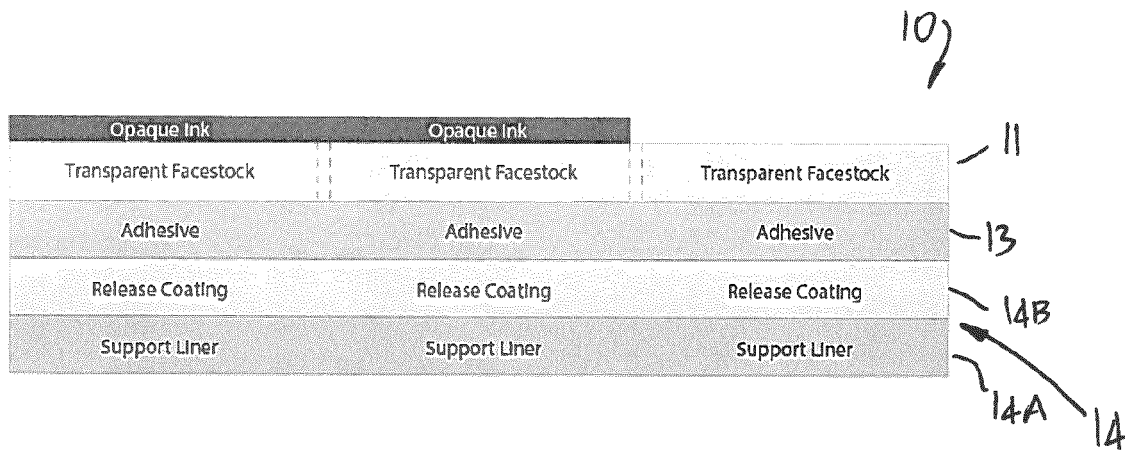 10
Opaque Ink Opaque Ink
11
Transparent Facestock Transparent Facestock Transparent Facestock
Adhesive Adhesive Adhesive 13
Release Coating Release Coating Release Coating 14B
Support Liner Support Liner Support Liner
14A 14